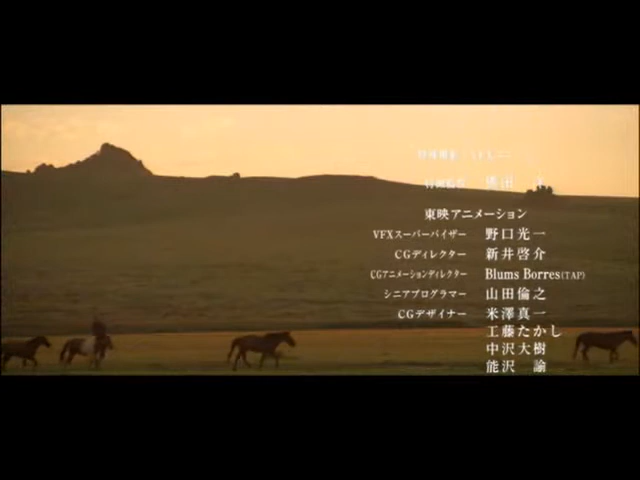 東映アニメーション
VFXスーパーバイザー 野口光一
CGディレクター 新井啓介
CGアニメーションディレクター Blums Borres(TAP)
シニアプログラマー 山田倫之
CGデザイナー 米澤真一
工藤たかし
中沢大樹
能沢 諭